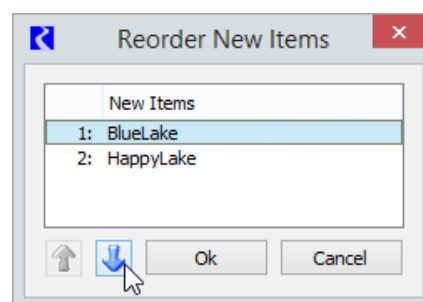 Reorder New Items
New Items
1: BlueLake
2: HappyLake
Ok Cancel